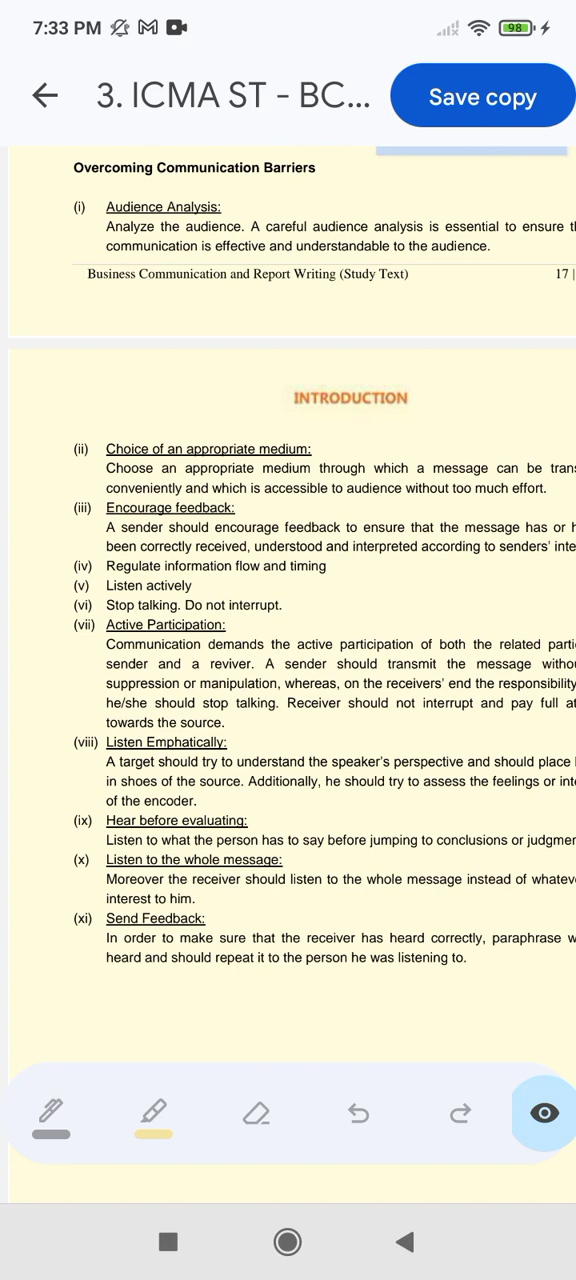 7:33 PM
98
3. ICMA ST - BC...
Save copy
Overcoming Communication Barriers
(i) Audience Analysis:
Analyze the audience. A careful audience analysis is essential to ensure
communication is effective and understandable to the audience.
Business Communication and Report Writing (Study Text) 17 |
INTRODUCTION
(ii) Choice of an appropriate medium:
Choose an appropriate medium through which a message can be
conveniently and which is accessible to audience without too much effort.
(iii) Encourage feedback:
A sender should encourage feedback to ensure that the message has or
been correctly received, understood and interpreted according to senders'
(iv) Regulate information flow and timing
(v) Listen actively
(vi) Stop talking. Do not interrupt.
(vii) Active Participation:
Communication demands the active participation of both the related
sender and a reviver. A sender should transmit the message
suppression or manipulation, whereas, on the receivers' end the responsibility
he/she should stop talking. Receiver should not interrupt and pay full
towards the source.
(viii) Listen Emphatically:
A target should try to understand the speaker's perspective and should place
in shoes of the source. Additionally, he should try to assess the feelings or
of the encoder.
(ix) Hear before evaluating:
Listen to what the person has to say before jumping to conclusions or
(x) Listen to the whole message:
Moreover the receiver should listen to the whole message instead of
interest to him.
(xi) Send Feedback:
In order to make sure that the receiver has heard correctly, paraphrase
heard and should repeat it to the person he was listening to.